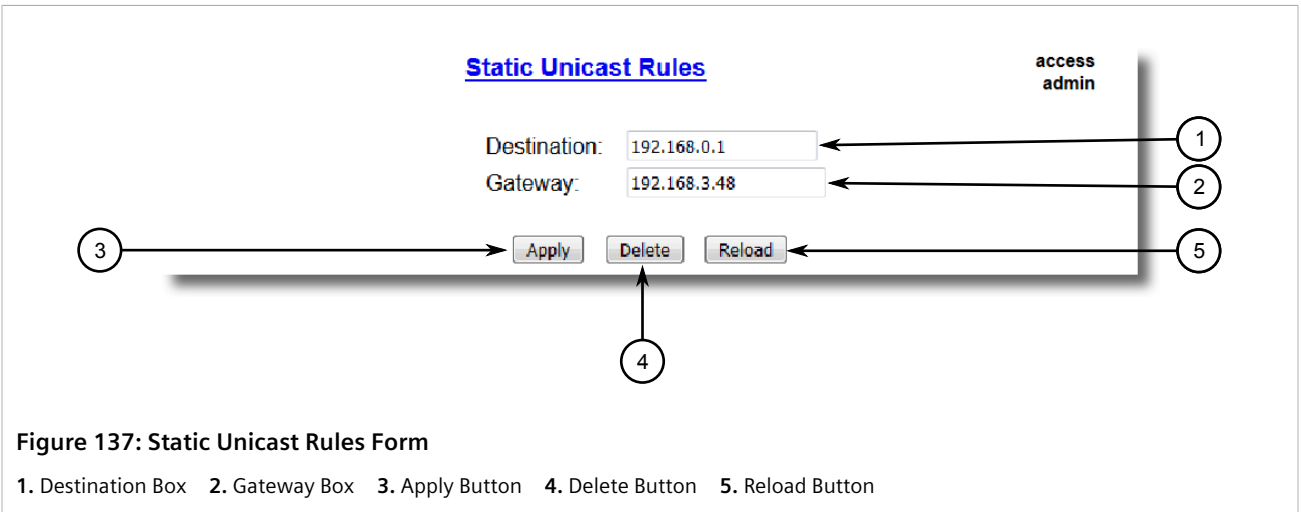 Static Unicast Rules
access
admin
Destination: 192.168.0.1
1
Gateway: 192.168.3.48
2
3
Apply Delete Reload
5
4
Figure 137: Static Unicast Rules Form
1. Destination Box 2. Gateway Box 3. Apply Button 4. Delete Button 5. Reload Button